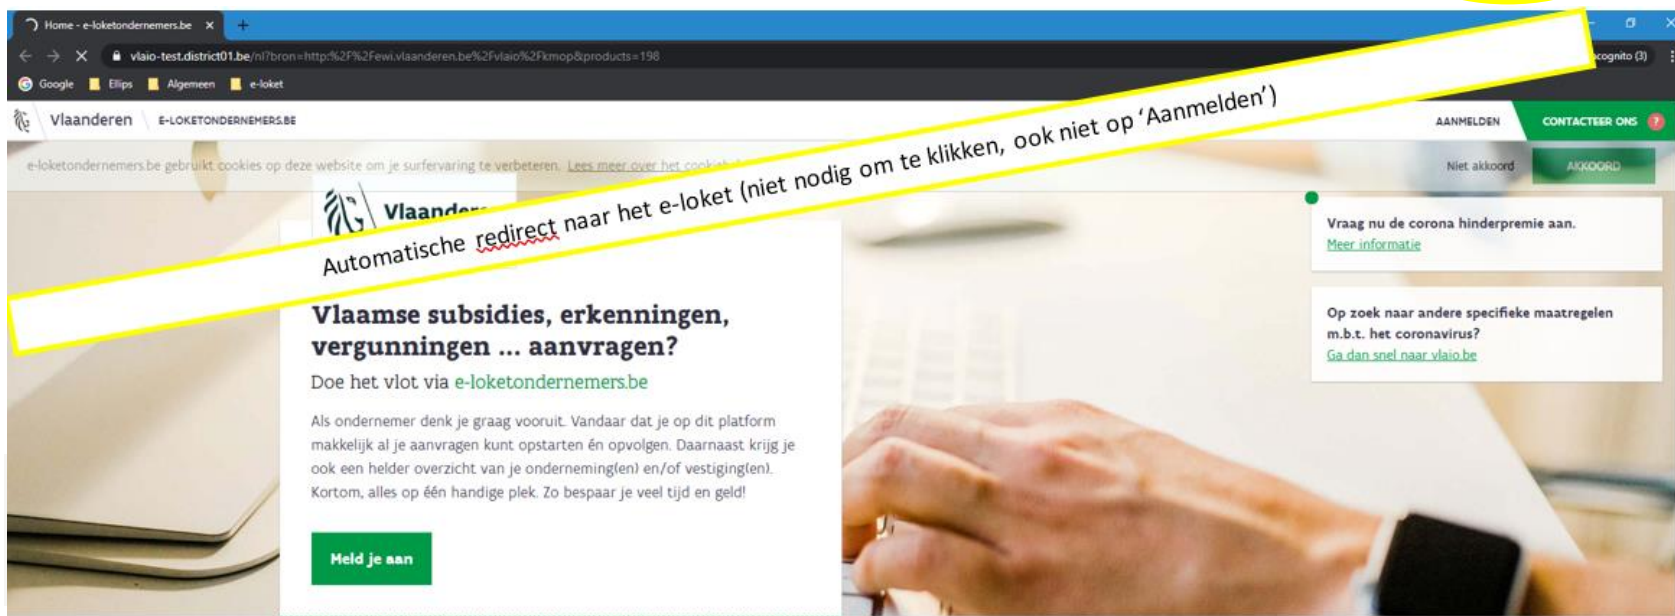 Home - e-loketondernemers.be
vlaio-test.district01.be/nl?bron=http:%2F%2Fewi.vlaanderen.be%2Fvlaio%2Fkmop&products=198
cognito (3)
Google Ellips Algemeen e-loket
Vlaanderen E-LOKETONDERNEMERS.BE
AANMELDEN CONTACTEER ONS ?
e-loketondernemers.be gebruikt cookies op deze website om je surfervaring te verbeteren. Lees meer over het
Niet akkoord AKKOORD
Automatische redirect naar het e-loket (niet nodig om te klikken, ook niet op ‘Aanmelden’)
Vlaander
Vlaamse subsidies, erkenningen,
vergunningen ... aanvragen?
Doe het vlot via e-loketondernemers.be
Als ondernemer denk je graag vooruit. Vandaar dat je op dit platform
makkelijk al je aanvragen kunt opstarten én opvolgen. Daarnaast krijg je
ook een helder overzicht van je onderneming(en) en/of vestiging(en).
Kortom, alles op één handige plek. Zo bespaar je veel tijd en geld!
Meld je aan
Vraag nu de corona hinderpremie aan.
Meer informatie
Op zoek naar andere specifieke maatregelen
m.b.t. het coronavirus?
Ga dan snel naar vlaio.be